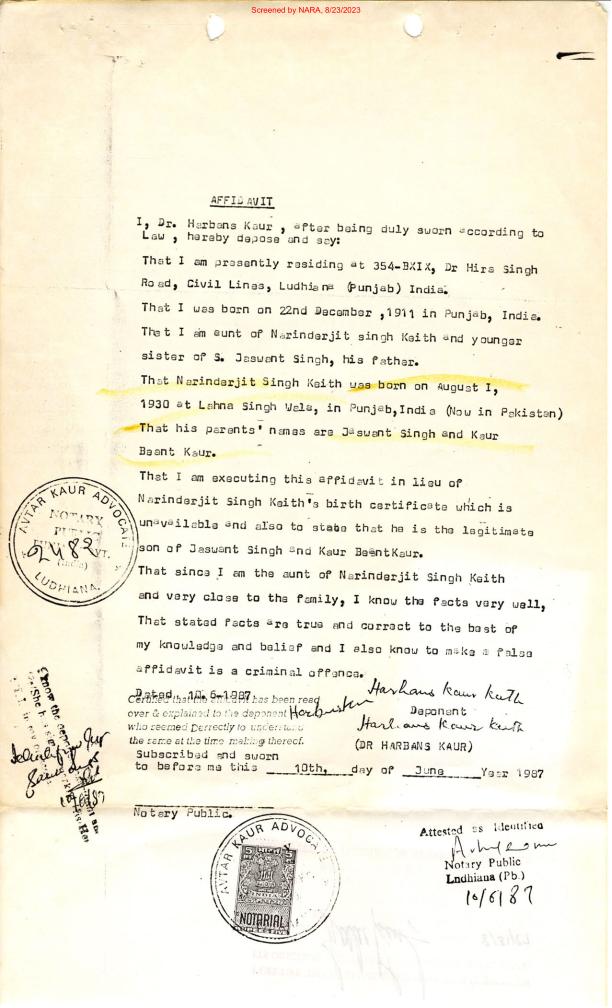 Screened by NARA, 8/23/2023
AFFIDAVIT
I, Dr. Harbans Kaur , after being duly sworn according to
Law , hereby depose and say:
That I am presently residing at 354-BXIX, Dr Hira Singh
Road, Civil Lines, Ludhiana (Punjab) India.
That I was born on 22nd December ,1911 in Punjab, India.
That I am aunt of Narinderjit singh Keith and younger
sister of S. Jaswant Singh, his father.
That Narinderjit Singh Keith was born on August I,
1930 at Lahna Singh Wala, in Punjab,India (Now in Pakistan)
That his parents' names are Jaswant Singh and Kaur
Beant Kaur.
That I am executing this affidavit in lieu of
Narinderjit Singh Keith's birth certificate which is
unavailable and also to state that he is the legitimate
son of Jaswant Singh and Kaur BeantKaur.
That since I am the aunt of Narinderjit Singh Keith
and very close to the family, I know the facts very well,
That stated facts are true and correct to the best of
my knowledge and belief and I also know to make a false
affidavit is a criminal offence.
Dated. 10.6-1987
Certified that the affidavit has been read
over & explained to the deponent
who seemed perfectly to understand
the same at the time making therecf.
Harbans Kaur Keith
Deponent
Harbans Kaur Keith
(DR HARBANS KAUR)
Subscribed and sworn
to before me this 10th, day of June Year 1987
Notary Public.
AVTAR KAUR ADVOCATE
NOTARY
2482
LUDHIANA.
know the
10/6/87
AVTAR KAUR ADVOCATE
INDIA
NOTARIAL
Attested as Identified
Notary Public
Ludhiana (Pb.)
10/6/87